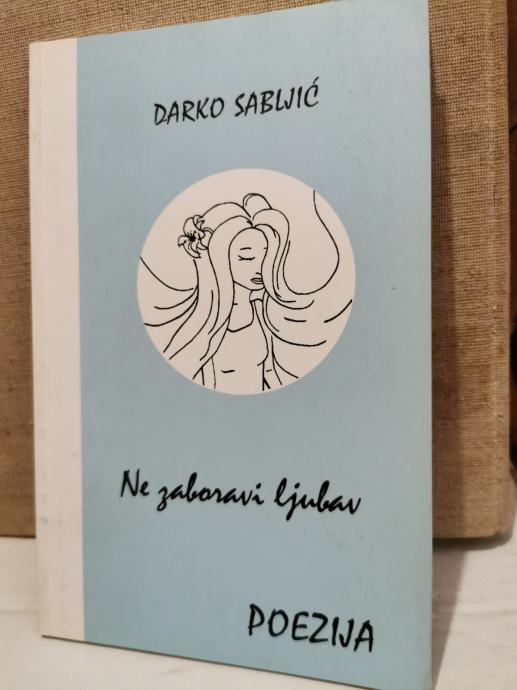 DARKO SABLJIĆ
Ne zaboravi ljubav
POEZIJA